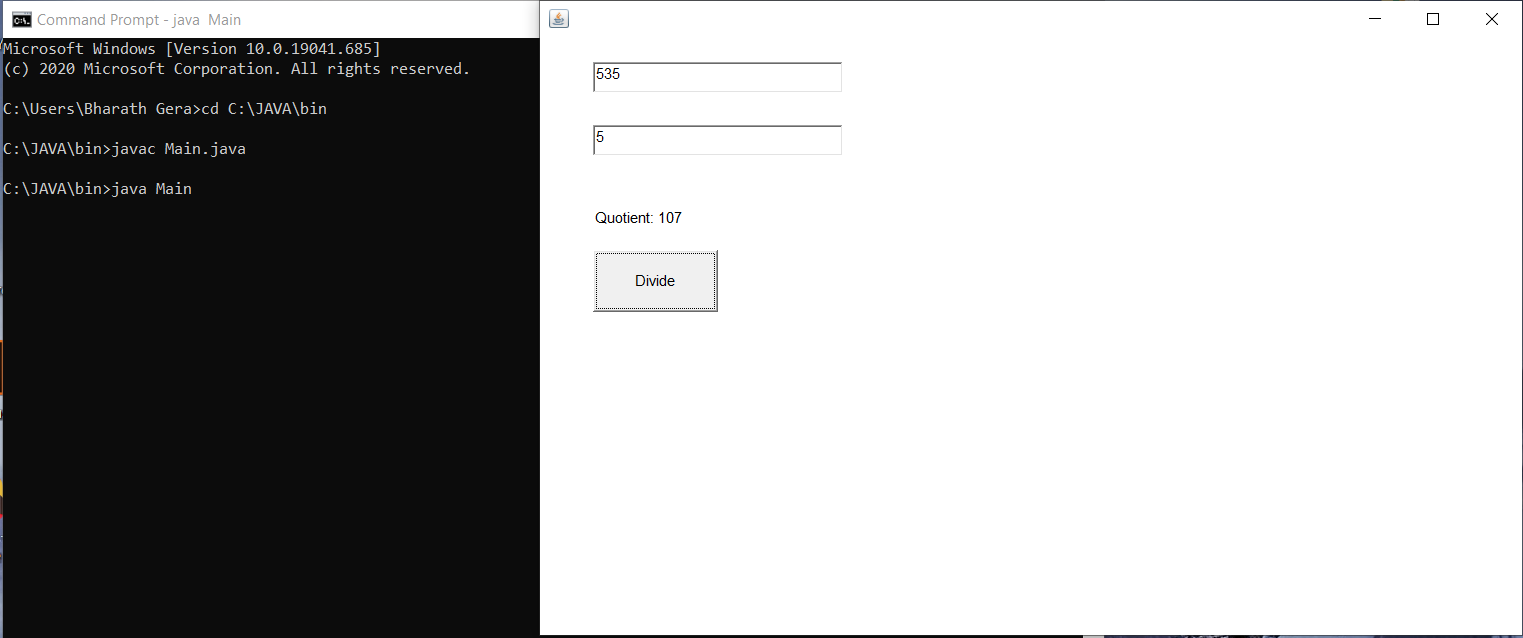 Command Prompt - java  Main
Microsoft Windows [Version 10.0.19041.685]
(c) 2020 Microsoft Corporation. All rights reserved.
C:\Users\Bharath Gera>cd C:\JAVA\bin
C:\JAVA\bin>javac Main.java
C:\JAVA\bin>java Main
535
5
Quotient: 107
Divide